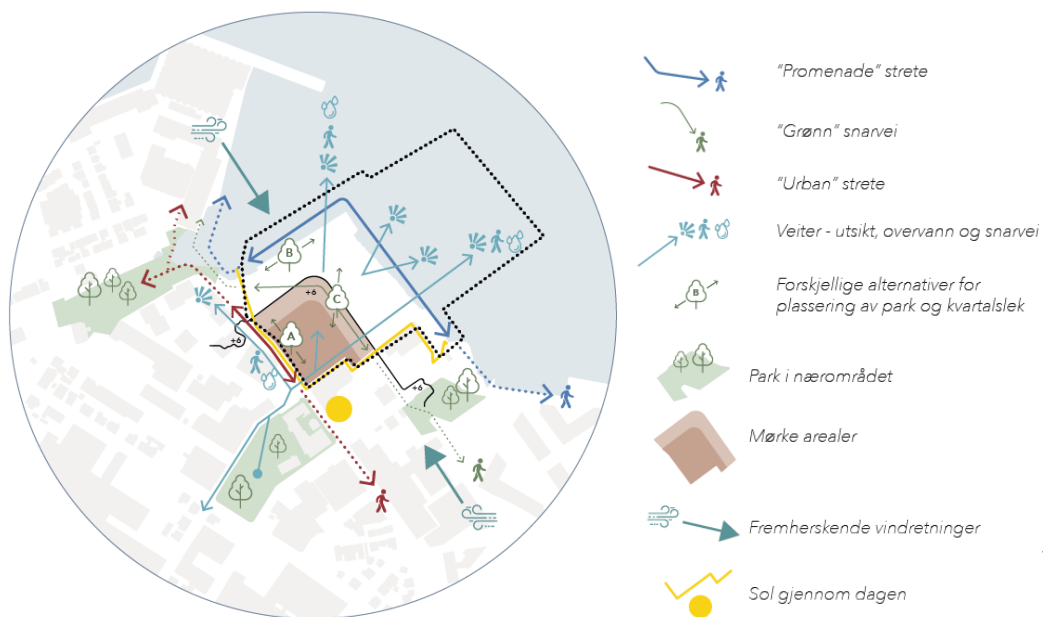 "Promenade" strete
"Grønn" snarvei
"Urban" strete
Veiter - utsikt, overvann og snarvei
B
Forskjellige alternativer for
plassering av park og kvartalslek
Park i nærområdet
Mørke arealer
Fremherskende vindretninger
Sol gjennom dagen
B
+6
C
A
+6
+6